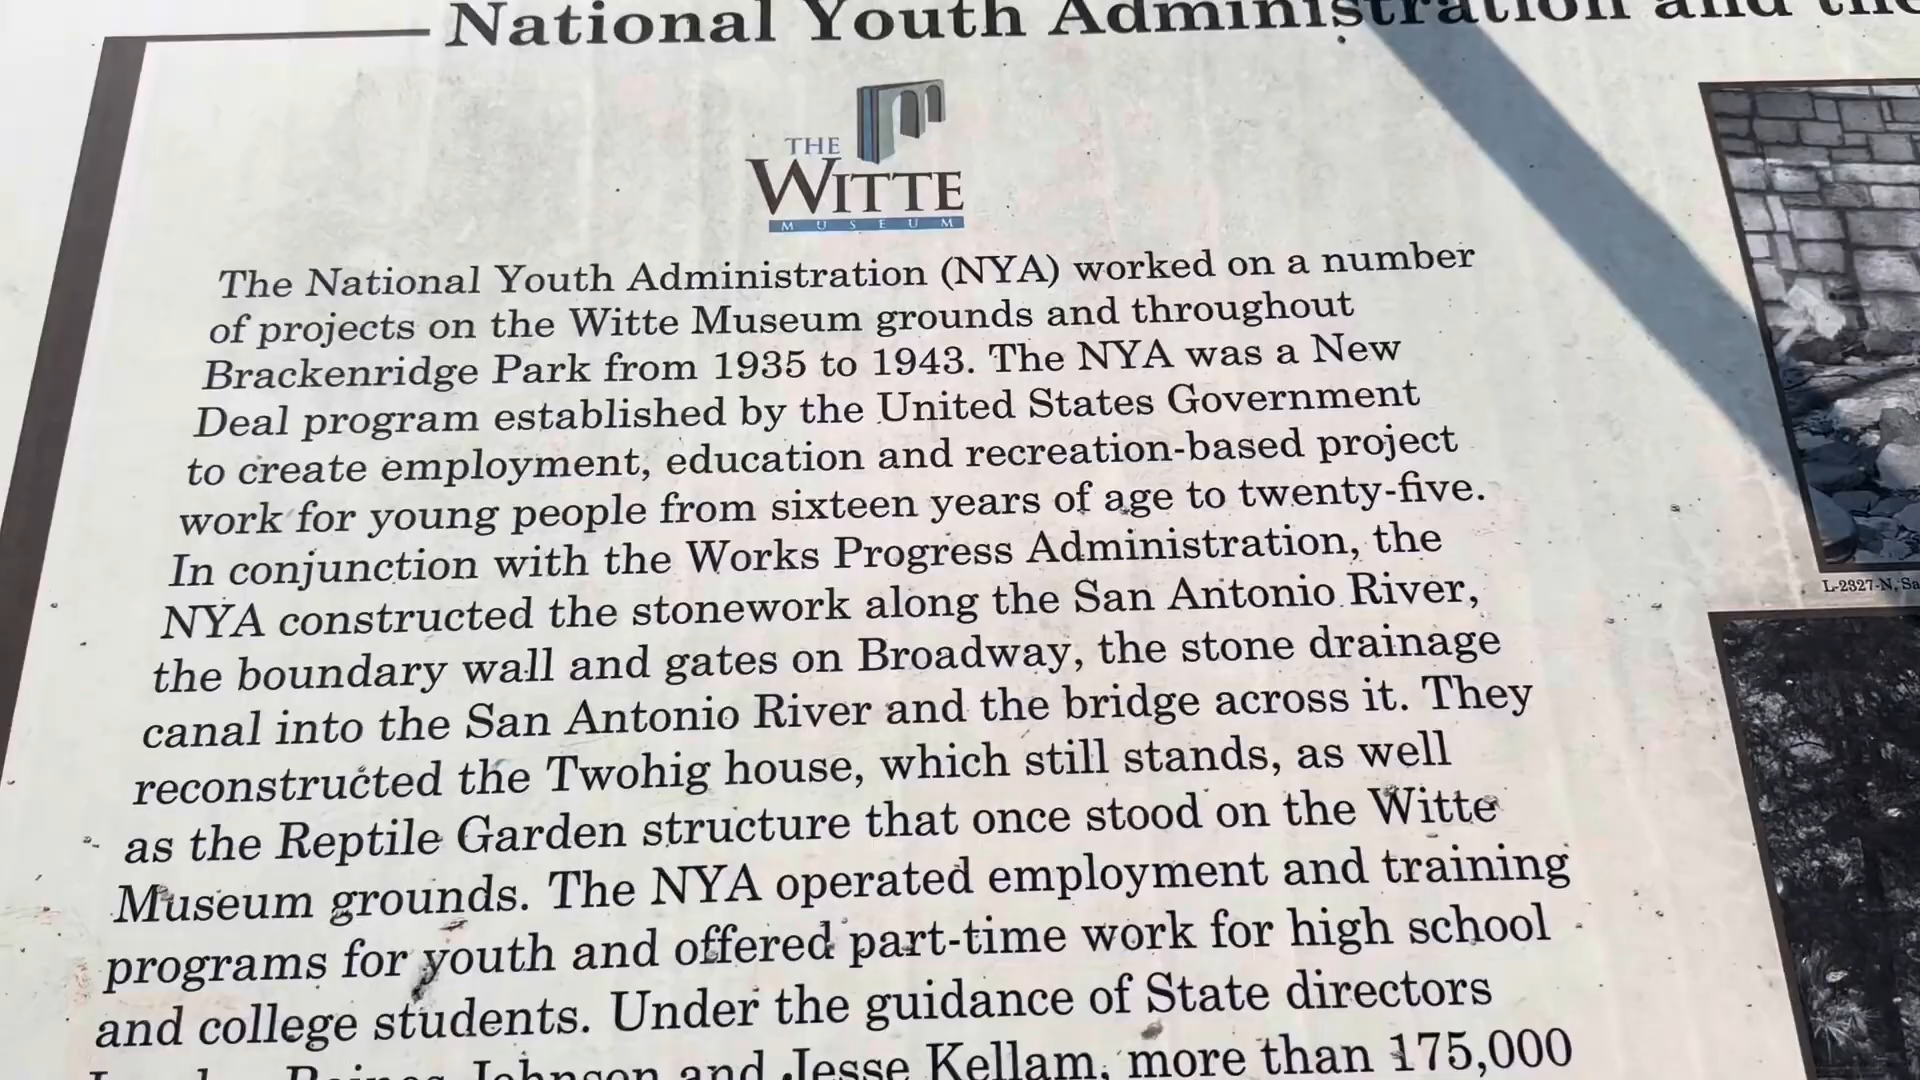 National Youth Administration and the
THE
WITTE
MUSEUM
The National Youth Administration (NYA) worked on a number
of projects on the Witte Museum grounds and throughout
Brackenridge Park from 1935 to 1943. The NYA was a New
Deal program established by the United States Government
to create employment, education and recreation-based project
work for young people from sixteen years of age to twenty-five.
In conjunction with the Works Progress Administration, the
NYA constructed the stonework along the San Antonio River,
the boundary wall and gates on Broadway, the stone drainage
canal into the San Antonio River and the bridge across it. They
reconstructed the Twohig house, which still stands, as well
as the Reptile Garden structure that once stood on the Witte
Museum grounds. The NYA operated employment and training
programs for youth and offered part-time work for high school
and college students. Under the guidance of State directors
Baines Johnson and Jesse Kellam, more than 175,000
L-2327-N, Sa